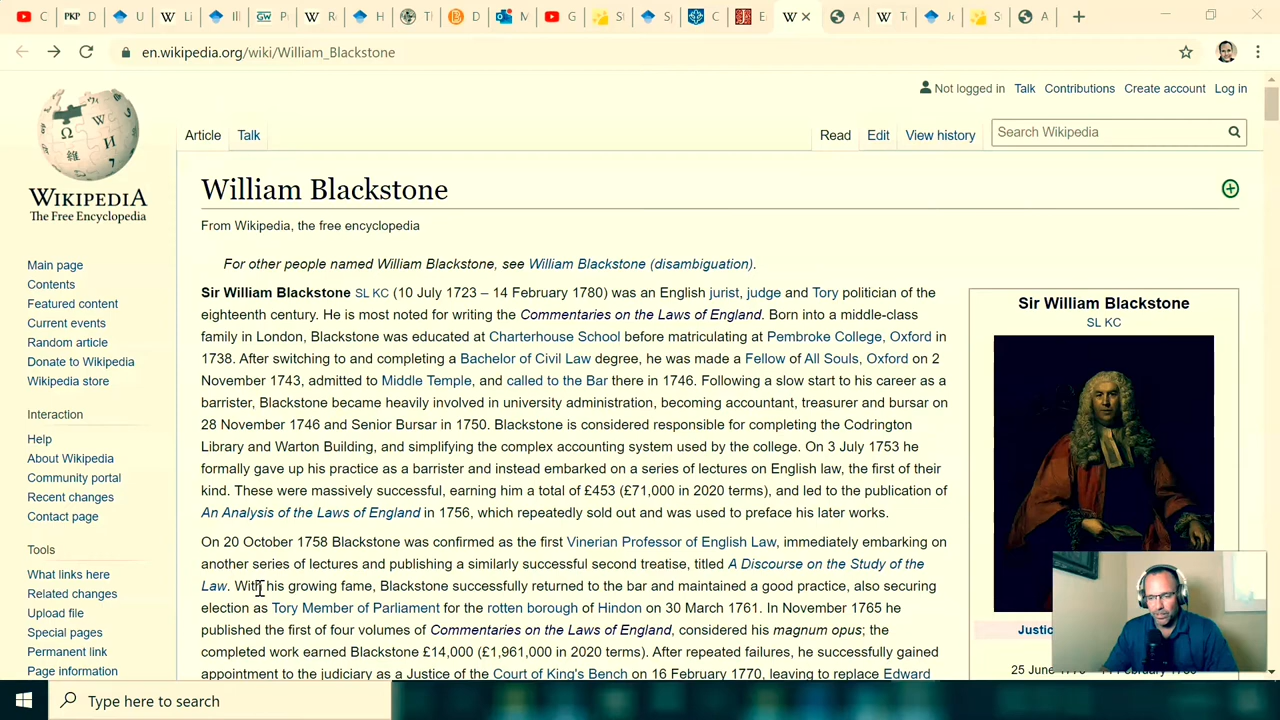 C
PKP D
U
W Li
Ill
GW P
W R
H
Tl
D
M
G
St
S
C
E
W
A
W T
J
S
A
en.wikipedia.org/wiki/William_Blackstone
Not logged in Talk Contributions Create account Log in
Article Talk Read Edit View history Search Wikipedia
WIKIPEDIA
The Free Encyclopedia
William Blackstone
From Wikipedia, the free encyclopedia
For other people named William Blackstone, see William Blackstone (disambiguation).
Sir William Blackstone SL KC (10 July 1723 – 14 February 1780) was an English jurist, judge and Tory politician of the
eighteenth century. He is most noted for writing the Commentaries on the Laws of England. Born into a middle-class
family in London, Blackstone was educated at Charterhouse School before matriculating at Pembroke College, Oxford in
1738. After switching to and completing a Bachelor of Civil Law degree, he was made a Fellow of All Souls, Oxford on 2
November 1743, admitted to Middle Temple, and called to the Bar there in 1746. Following a slow start to his career as a
barrister, Blackstone became heavily involved in university administration, becoming accountant, treasurer and bursar on
28 November 1746 and Senior Bursar in 1750. Blackstone is considered responsible for completing the Codrington
Library and Warton Building, and simplifying the complex accounting system used by the college. On 3 July 1753 he
formally gave up his practice as a barrister and instead embarked on a series of lectures on English law, the first of their
kind. These were massively successful, earning him a total of £453 (£71,000 in 2020 terms), and led to the publication of
An Analysis of the Laws of England in 1756, which repeatedly sold out and was used to preface his later works.
On 20 October 1758 Blackstone was confirmed as the first Vinerian Professor of English Law, immediately embarking on
another series of lectures and publishing a similarly successful second treatise, titled A Discourse on the Study of the
Law. With his growing fame, Blackstone successfully returned to the bar and maintained a good practice, also securing
election as Tory Member of Parliament for the rotten borough of Hindon on 30 March 1761. In November 1765 he
published the first of four volumes of Commentaries on the Laws of England, considered his magnum opus; the
completed work earned Blackstone £14,000 (£1,961,000 in 2020 terms). After repeated failures, he successfully gained
appointment to the judiciary as a Justice of the Court of King's Bench on 16 February 1770, leaving to replace Edward
Sir William Blackstone
SL KC
Justic
Main page
Contents
Featured content
Current events
Random article
Donate to Wikipedia
Wikipedia store
Interaction
Help
About Wikipedia
Community portal
Recent changes
Contact page
Tools
What links here
Related changes
Upload file
Special pages
Permanent link
Page information
Type here to search